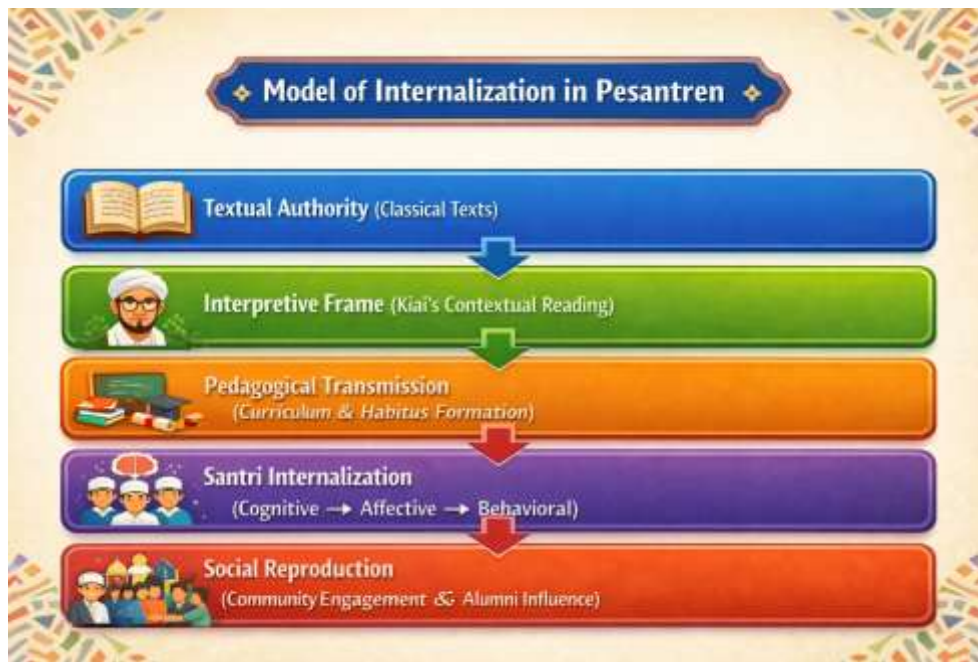 Model of Internalization in Pesantren
Textual Authority (Classical Texts)
Interpretive Frame (Kiai's Contextual Reading)
Pedagogical Transmission
(Curriculum & Habitus Formation)
Santri Internalization
(Cognitive → Affective → Behavioral)
Social Reproduction
(Community Engagement & Alumni Influence)